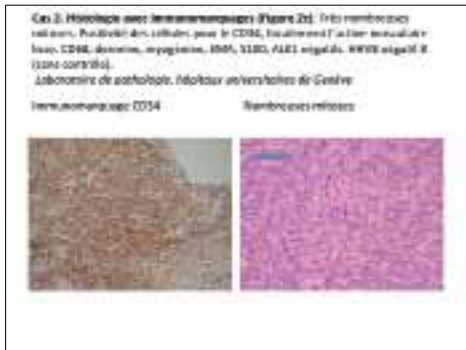 Cas 2. Histologie avec immunomarquages (Figure 2c). Très nombreuses
mitoses. Positivité des cellules pour le CD34, focalement l'actine musculaire
lisse. CD68, desmine, myogénine, EMA, S100, ALK1 négatifs. HHV8 négatif
(sans contrôle).
Laboratoire de pathologie, Hôpitaux universitaires de Genève
Immunomarquage CD34 Nombreuses mitoses